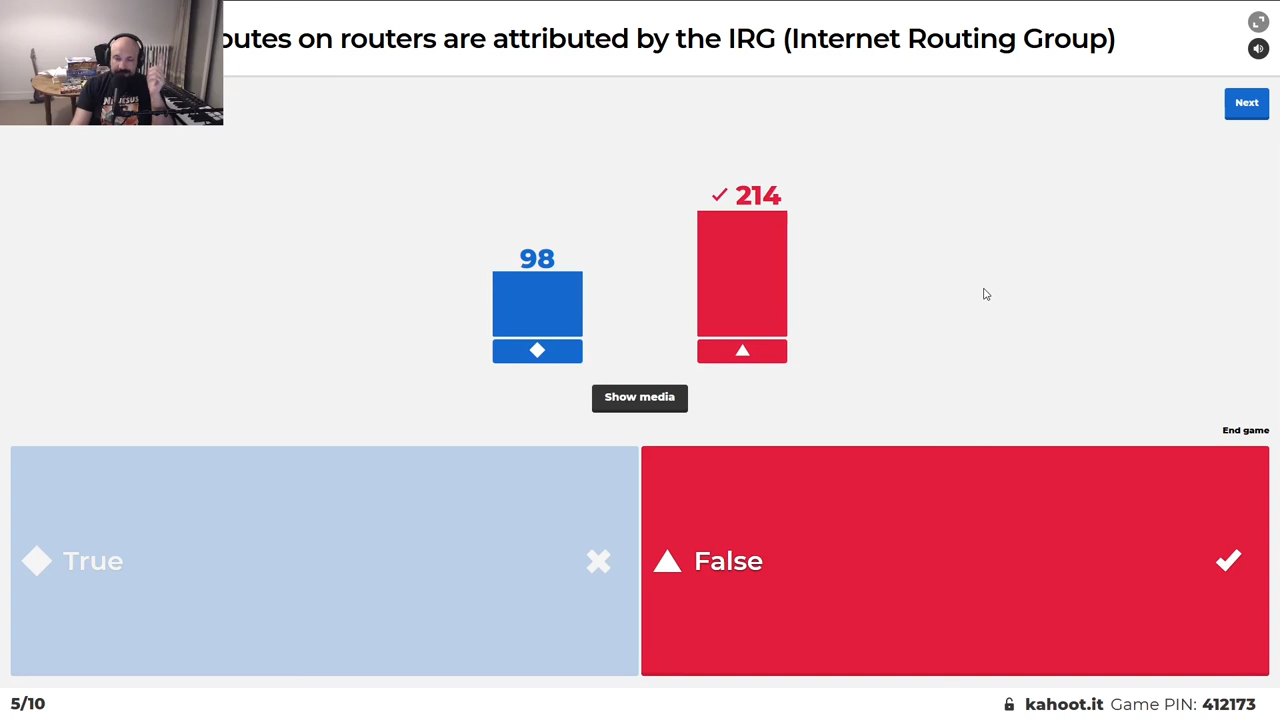 outes on routers are attributed by the IRG (Internet Routing Group)
Next
98
214
Show media
End game
True
False
5/10
kahoot.it Game PIN: 412173